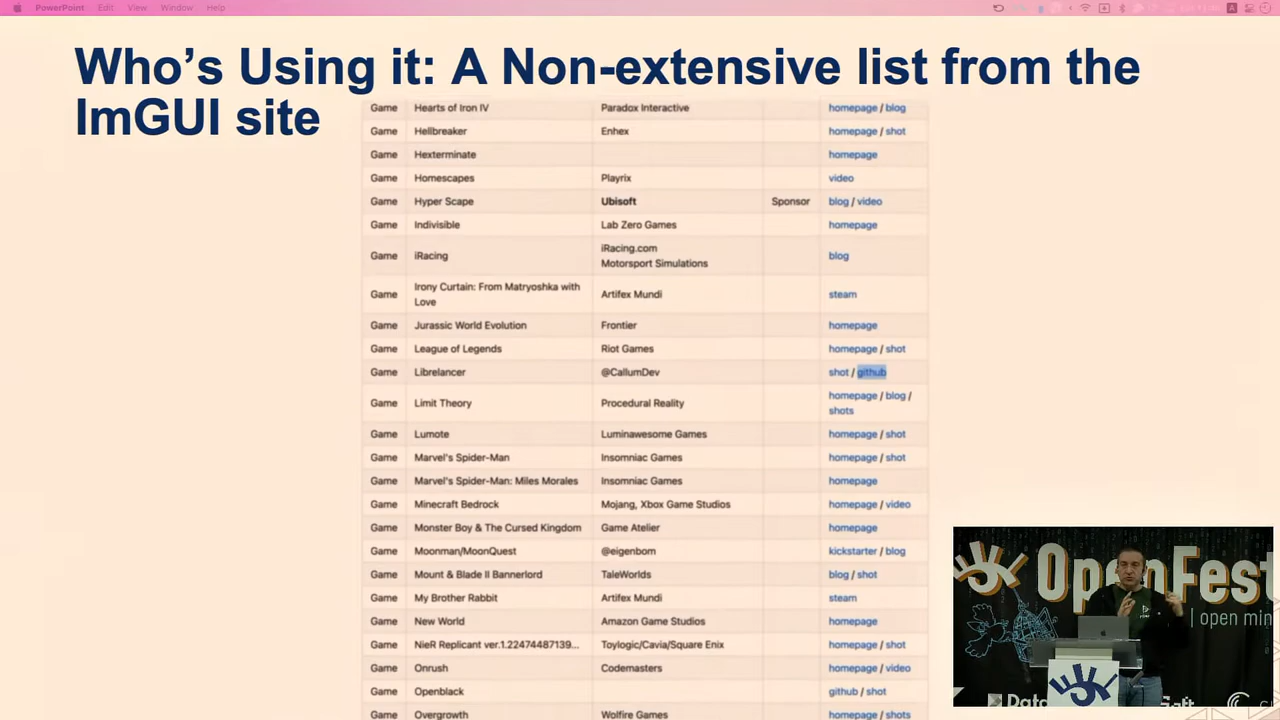 PowerPoint Edit View Window Help
Who's Using it: A Non-extensive list from the
ImGUI site
Game Hearts of Iron IV Paradox Interactive homepage / blog
Game Hellbreaker Enhex homepage / shot
Game Hexterminate homepage
Game Homescapes Playrix video
Game Hyper Scape Ubisoft Sponsor blog / video
Game Indivisible Lab Zero Games homepage
Game iRacing iRacing.com
Motorsport Simulations blog
Game Irony Curtain: From Matryoshka with
Love Artifex Mundi steam
Game Jurassic World Evolution Frontier homepage
Game League of Legends Riot Games homepage / shot
Game Librelancer @CallumDev shot / github
Game Limit Theory Procedural Reality homepage / blog /
shots
Game Lumote Luminawesome Games homepage / shot
Game Marvel's Spider-Man Insomniac Games homepage / shot
Game Marvel's Spider-Man: Miles Morales Insomniac Games homepage
Game Minecraft Bedrock Mojang, Xbox Game Studios homepage / video
Game Monster Boy & The Cursed Kingdom Game Atelier homepage
Game Moonman/MoonQuest @eigenbom kickstarter / blog
Game Mount & Blade II Bannerlord TaleWorlds blog / shot
Game My Brother Rabbit Artifex Mundi steam
Game New World Amazon Game Studios homepage
Game NieR Replicant ver.1.22474487139... Toylogic/Cavia/Square Enix homepage / shot
Game Onrush Codemasters homepage / video
Game Openblack github / shot
Game Overgrowth Wolfire Games homepage / shots
OpenFest
open min
Data